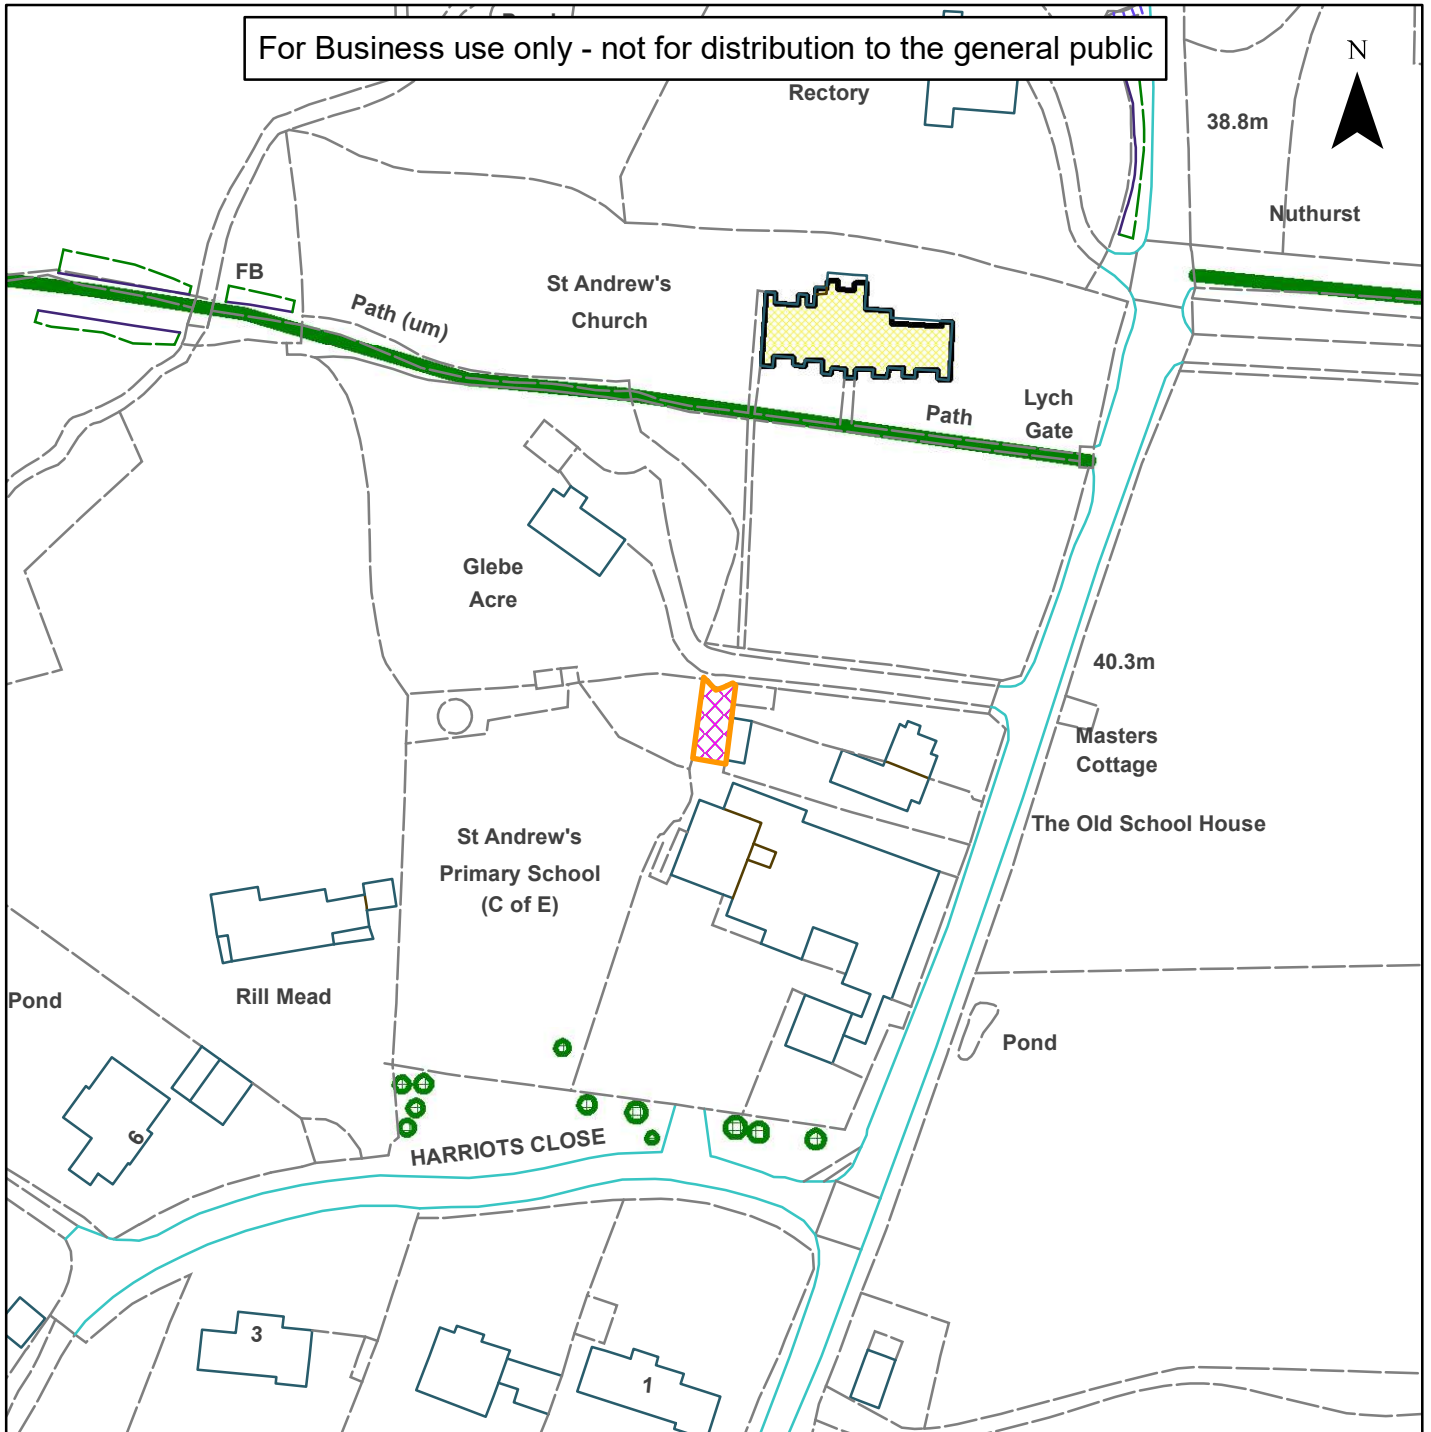 For Business use only - not for distribution to the general public
N
Rectory
38.8m
Nuthurst
FB
St Andrew's
Church
Path (um)
Lych
Gate
Path
Glebe
Acre
40.3m
Masters
Cottage
The Old School House
St Andrew's
Primary School
(C of E)
Rill Mead
Pond
Pond
6
HARRIOTS CLOSE
3
1